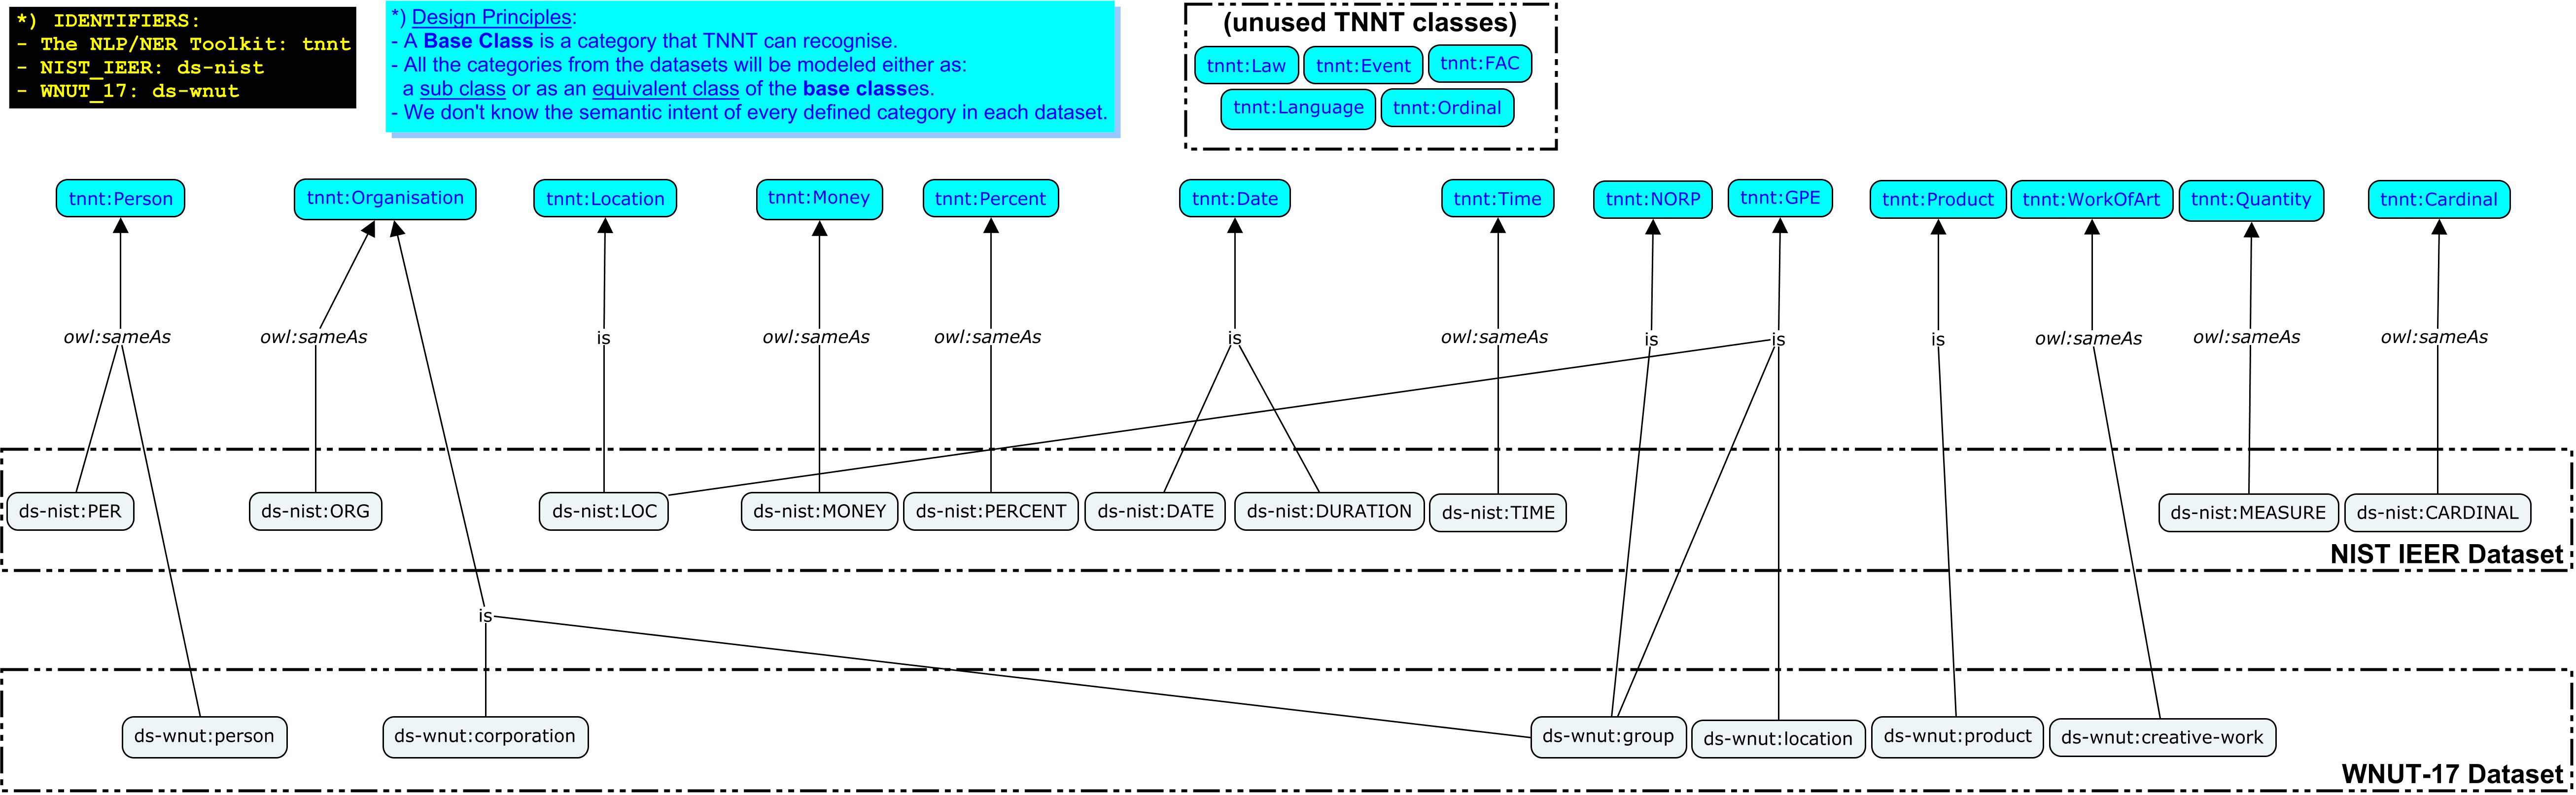 *) IDENTIFIERS:
- The NLP/NER Toolkit: tnnt
- NIST_IEER: ds-nist
- WNUT_17: ds-wnut
*) Design Principles:
- A Base Class is a category that TNNT can recognise.
- All the categories from the datasets will be modeled either as:
a sub class or as an equivalent class of the base classes.
- We don't know the semantic intent of every defined category in each dataset.
(unused TNNT classes)
tnnt:Law tnnt:Event tnnt:FAC
tnnt:Language tnnt:Ordinal
tnnt:Person tnnt:Organisation tnnt:Location tnnt:Money tnnt:Percent tnnt:Date tnnt:Time tnnt:NORP tnnt:GPE tnnt:Product tnnt:WorkOfArt tnnt:Quantity tnnt:Cardinal
owl:sameAs owl:sameAs is owl:sameAs owl:sameAs is owl:sameAs is is is owl:sameAs owl:sameAs owl:sameAs
ds-nist:PER ds-nist:ORG ds-nist:LOC ds-nist:MONEY ds-nist:PERCENT ds-nist:DATE ds-nist:DURATION ds-nist:TIME ds-nist:MEASURE ds-nist:CARDINAL
NIST IEER Dataset
is
ds-wnut:person ds-wnut:corporation ds-wnut:group ds-wnut:location ds-wnut:product ds-wnut:creative-work
WNUT-17 Dataset